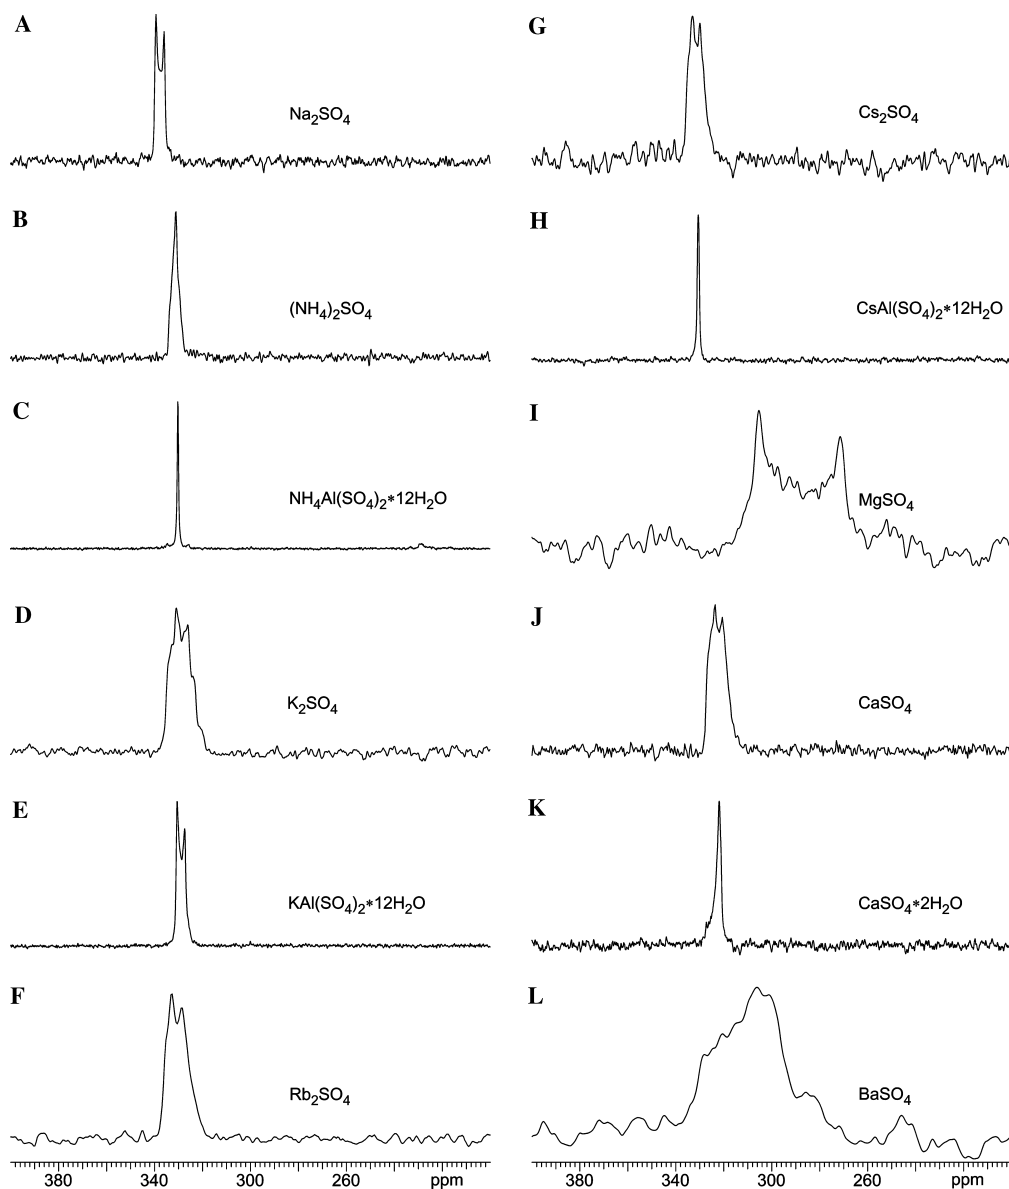 A
Na2SO4
B
(NH4)2SO4
C
NH4Al(SO4)2*12H2O
D
K2SO4
E
KAl(SO4)2*12H2O
F
Rb2SO4
380 340 300 260 ppm
G
Cs2SO4
H
CsAl(SO4)2*12H2O
I
MgSO4
J
CaSO4
K
CaSO4*2H2O
L
BaSO4
380 340 300 260 ppm